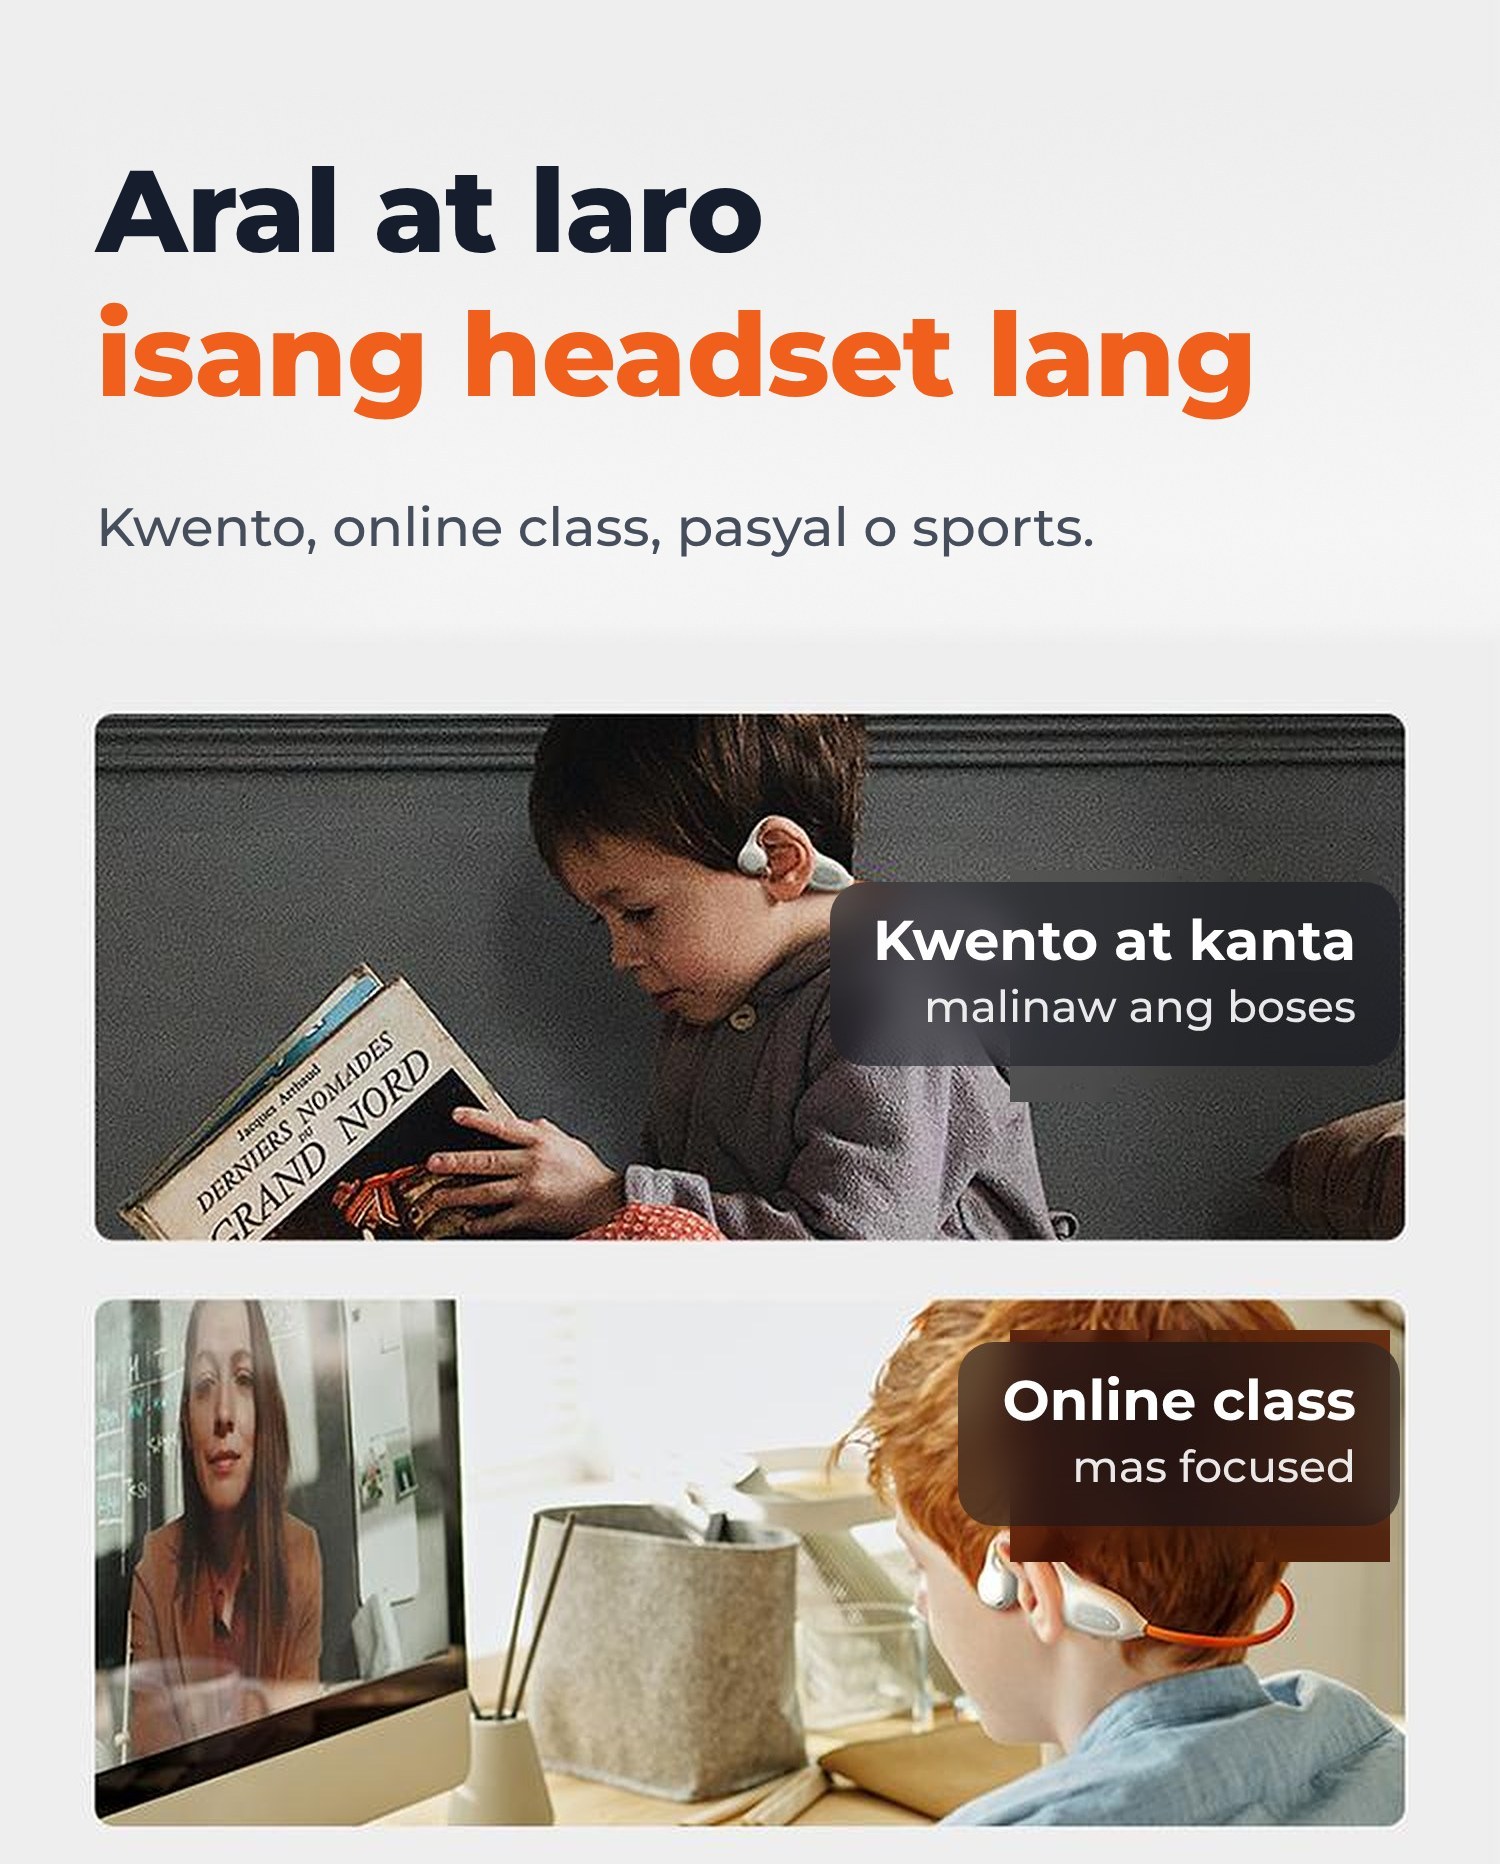 Aral at laro
isang headset lang
Kwento, online class, pasyal o sports.
Kwento at kanta
malinaw ang boses
Jacques Arthaud
DERNIERS NOMADES
DU
GRAND NORD
Online class
mas focused